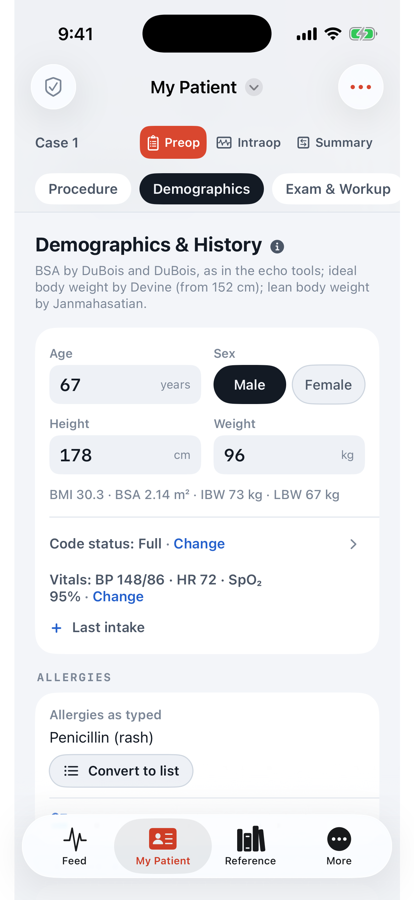 9:41
My Patient
Case 1
Preop
Intraop
Summary
Procedure
Demographics
Exam & Workup
Demographics & History
BSA by DuBois and DuBois, as in the echo tools; ideal
body weight by Devine (from 152 cm); lean body weight
by Janmahasatian.
Age
Sex
67 years
Male
Female
Height
Weight
178 cm
96 kg
BMI 30.3 · BSA 2.14 m² · IBW 73 kg · LBW 67 kg
Code status: Full · Change
Vitals: BP 148/86 · HR 72 · SpO₂
95% · Change
+ Last intake
ALLERGIES
Allergies as typed
Penicillin (rash)
Convert to list
Feed
My Patient
Reference
More